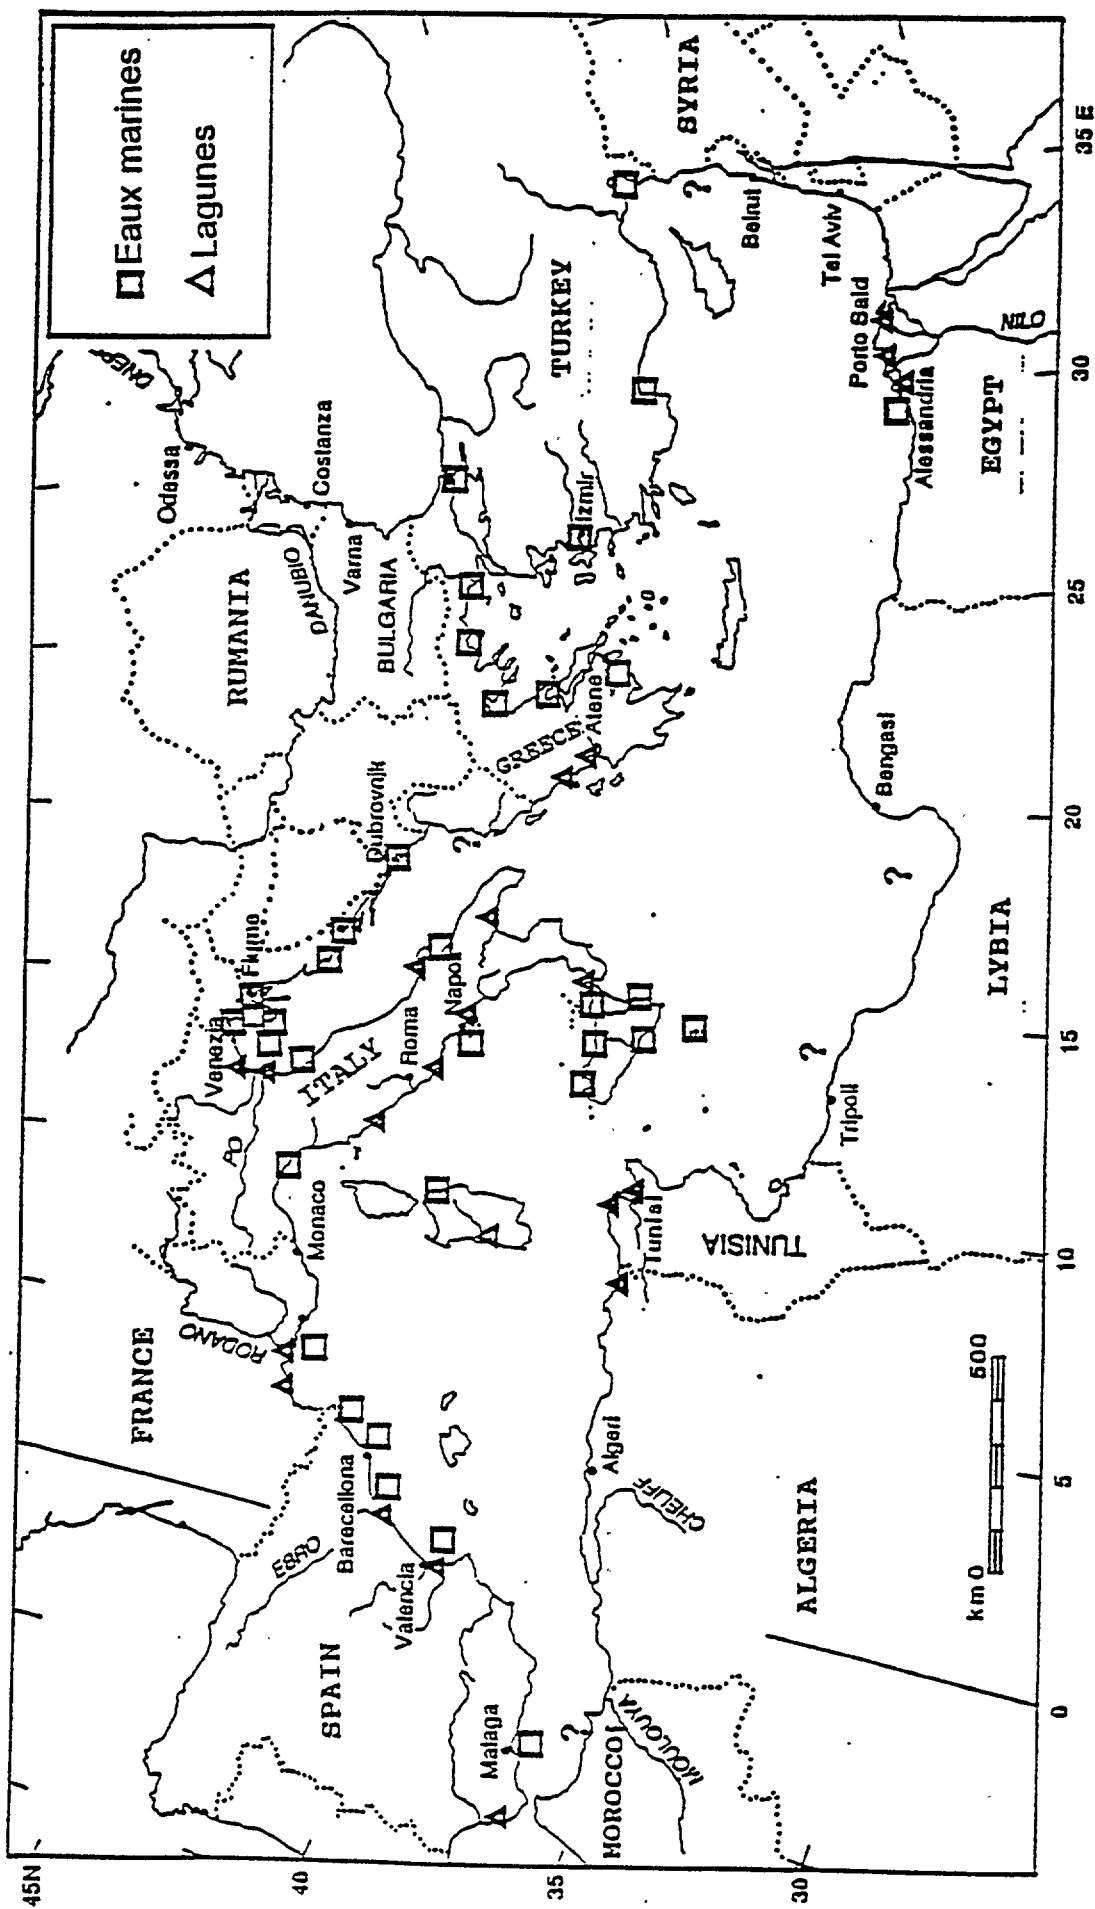 Eaux marines
Lagunes
45N
40
35
30
0
5
10
15
20
25
30
35 E
FRANCE
SPAIN
ITALY
RUMANIA
BULGARIA
GREECE
TURKEY
SYRIA
EGYPT
LYBIA
TUNISIA
ALGERIA
MOROCCO
DNEPR
Odessa
Costanza
Varna
DANUBIO
Dubrovnik
Fiume
Venezia
PO
Monaco
RODANO
Barcellona
EBRO
Valencia
Malaga
Roma
Napoli
Atene
Izmir
Beirut
Tel Aviv
Porto Said
Alessandria
Bengasi
Tripoli
Tunisi
Algeri
CHELIFF
MOULOUYA
?
?
?
?
?
km 0
500